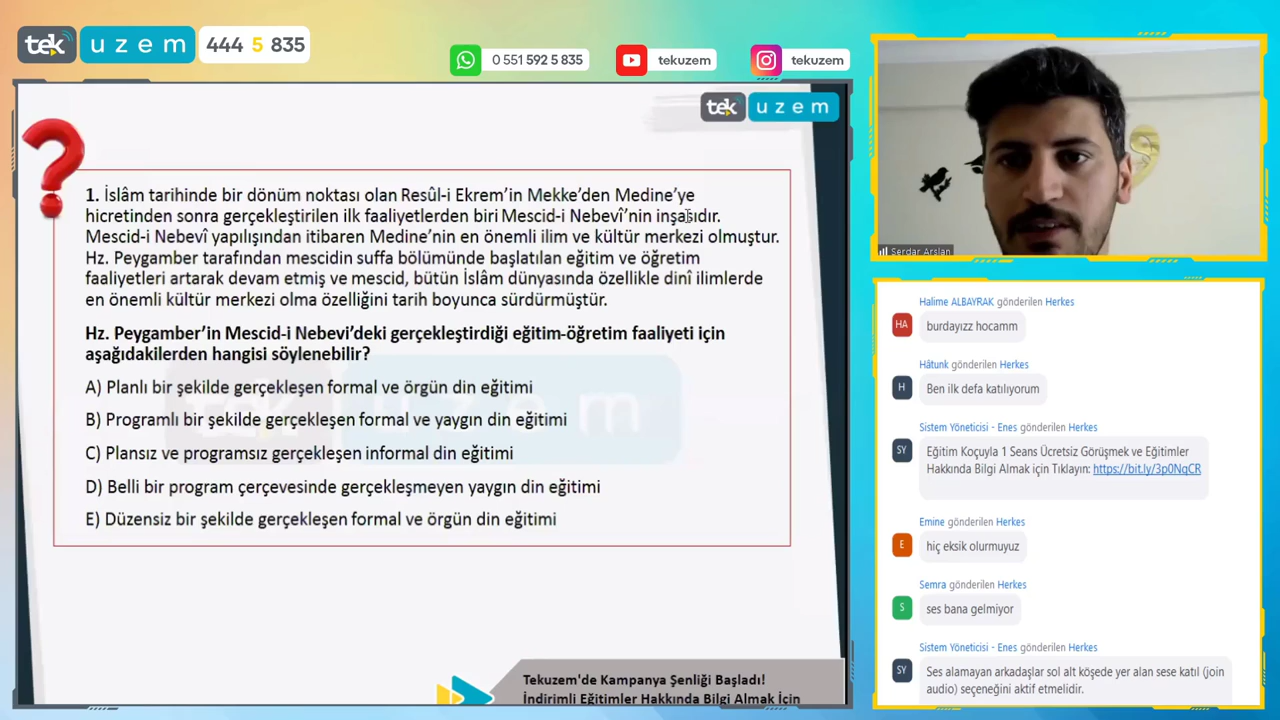 tek uzem 444 5 835
0 551 592 5 835
tekuzem
tekuzem
tek uzem
1. İslâm tarihinde bir dönüm noktası olan Resûl-i Ekrem’in Mekke’den Medine’ye
hicretinden sonra gerçekleştirilen ilk faaliyetlerden biri Mescid-i Nebevî’nin inşasıdır.
Mescid-i Nebevî yapılışından itibaren Medine’nin en önemli ilim ve kültür merkezi olmuştur.
Hz. Peygamber tarafından mescidin suffa bölümünde başlatılan eğitim ve öğretim
faaliyetleri artarak devam etmiş ve mescid, bütün İslâm dünyasında özellikle dinî ilimlerde
en önemli kültür merkezi olma özelliğini tarih boyunca sürdürmüştür.
Hz. Peygamber’in Mescid-i Nebevi’deki gerçekleştirdiği eğitim-öğretim faaliyeti için
aşağıdakilerden hangisi söylenebilir?
A) Planlı bir şekilde gerçekleşen formal ve örgün din eğitimi
B) Programlı bir şekilde gerçekleşen formal ve yaygın din eğitimi
C) Plansız ve programsız gerçekleşen informal din eğitimi
D) Belli bir program çerçevesinde gerçekleşmeyen yaygın din eğitimi
E) Düzensiz bir şekilde gerçekleşen formal ve örgün din eğitimi
tek uzem
Tekuzem'de Kampanya Şenliği Başladı!
İndirimli Eğitimler Hakkında Bilgi Almak İçin
Serdar Arslan
Halime ALBAYRAK gönderilen Herkes
HA burdayızz hocamm
Hâtunk gönderilen Herkes
H Ben ilk defa katılıyorum
Sistem Yöneticisi - Enes gönderilen Herkes
SY Eğitim Koçuyla 1 Seans Ücretsiz Görüşmek ve Eğitimler
Hakkında Bilgi Almak için Tıklayın: https://bit.ly/3p0NqCR
Emine gönderilen Herkes
E hiç eksik olurmuyuz
Semra gönderilen Herkes
S ses bana gelmiyor
Sistem Yöneticisi - Enes gönderilen Herkes
SY Ses alamayan arkadaşlar sol alt köşede yer alan sese katıl (join
audio) seçeneğini aktif etmelidir.